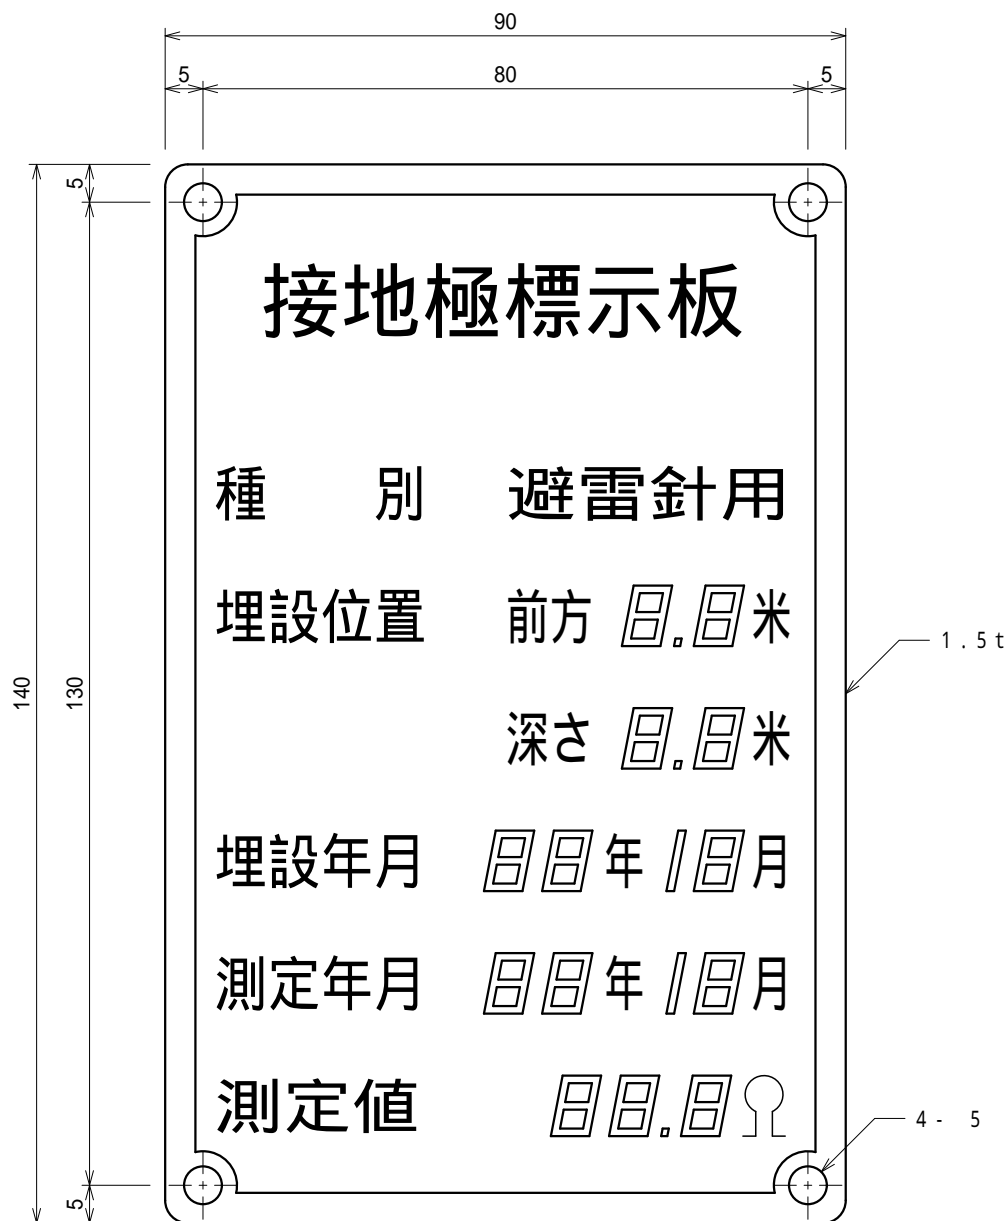 90
5 80 5
5
接地極標示板
種 別 避雷針用
埋設位置 前方 8.8米
1.5t
140
130
深さ 8.8米
埋設年月 88年18月
測定年月 88年18月
測定値 88.8Ω
4- 5
5